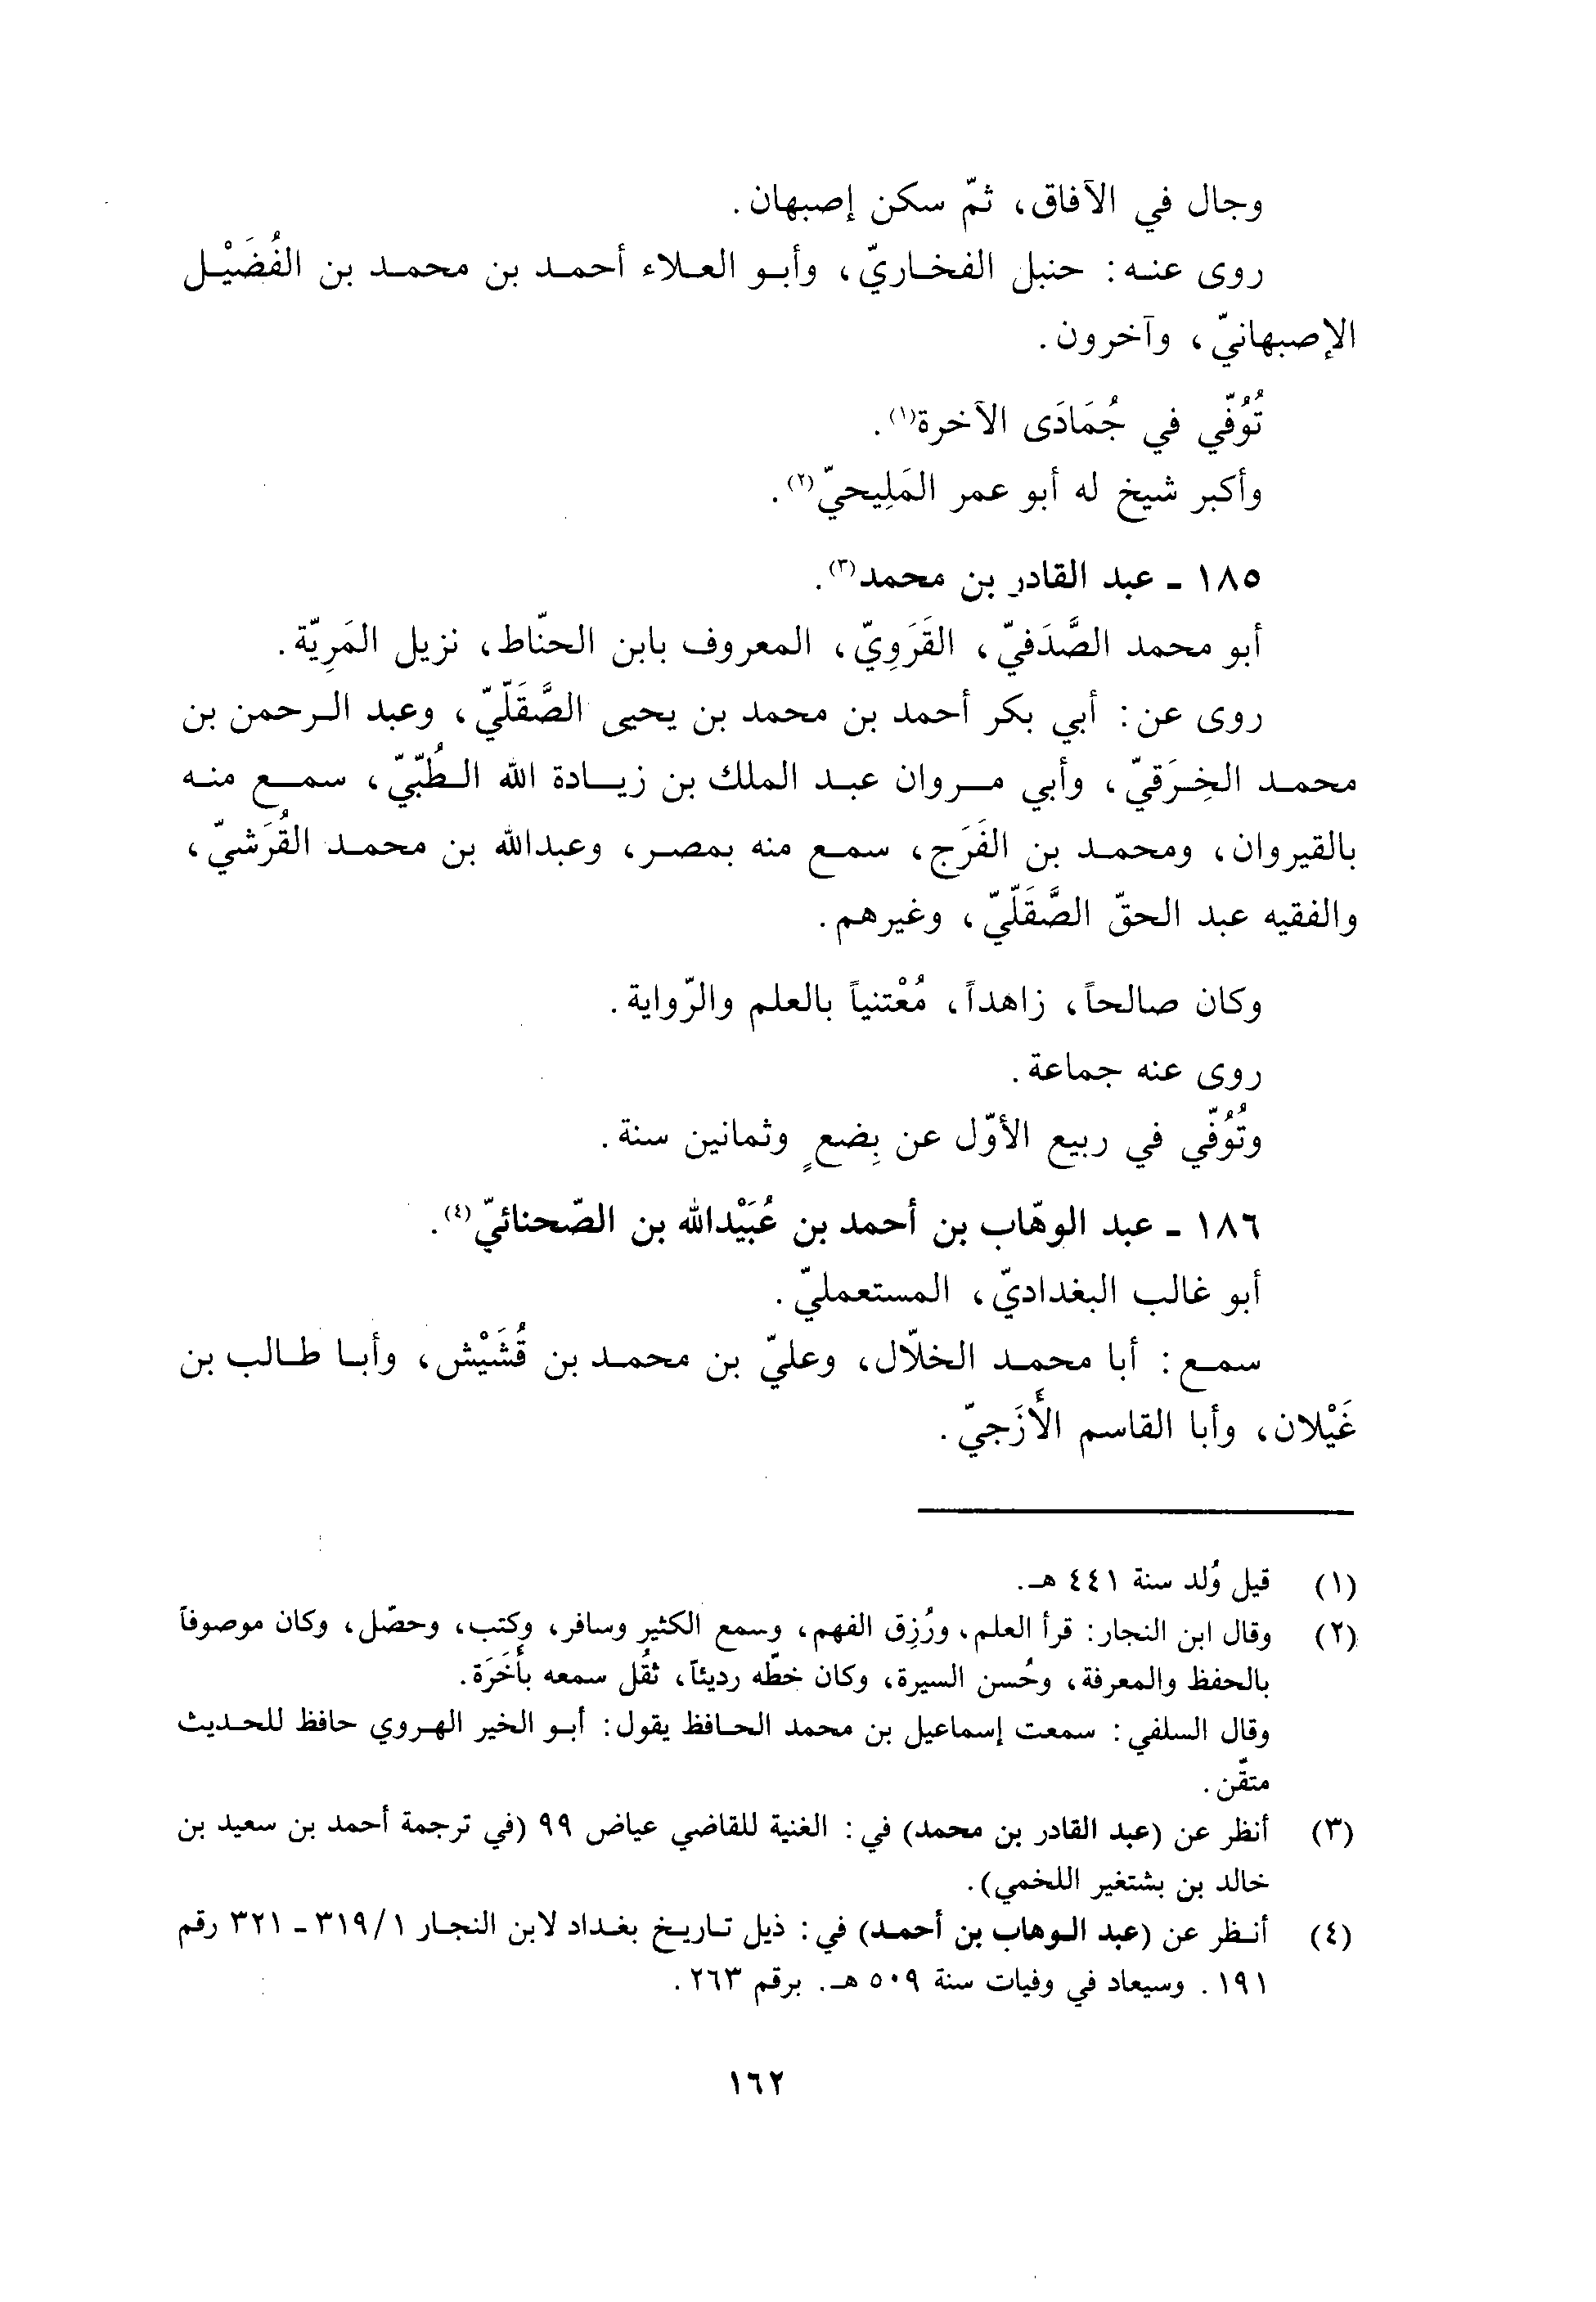 وجال في الآفاق، ثمّ سكن إصبهان.
روى عنه: حنبل الفخاريّ، وأبو العلاء أحمد بن محمد بن الفُضَيْل
الإصبهانيّ، وآخرون.
تُوُفّي في جُمَادَى الآخرة(١).
وأكبر شيخ له أبو عمر المَلِيحيّ(٢).
١٨٥ ـ عبد القادر بن محمد(٣).
أبو محمد الصَّدَفيّ، القَرَوِيّ، المعروف بابن الحنّاط، نزيل المَرِيّة.
روى عن: أبي بكر أحمد بن محمد بن يحيى الصَّقَلّيّ، وعبد الرحمن بن
محمد الخِرَقيّ، وأبي مروان عبد الملك بن زيادة الله الطُبّيّ، سمع منه
بالقيروان، ومحمد بن الفَرَج، سمع منه بمصر، وعبدالله بن محمد القُرَشيّ،
والفقيه عبد الحقّ الصَّقَلّيّ، وغيرهم.
وكان صالحاً، زاهداً، مُعْتنياً بالعلم والرّواية.
روى عنه جماعة.
وتُوُفّي في ربيع الأوّل عن بِضعٍ وثمانين سنة.
١٨٦ ـ عبد الوهّاب بن أحمد بن عُبَيْدالله بن الصّحنائيّ(٤).
أبو غالب البغداديّ، المستعمليّ.
سمع: أبا محمد الخلّال، وعليّ بن محمد بن قُشَيْش، وأبا طالب بن
غَيْلان، وأبا القاسم الأَزَجيّ.
(١) قيل وُلد سنة ٤٤١ هـ.
(٢) وقال ابن النجار: قرأ العلم، ورُزِق الفهم، وسمع الكثير وسافر، وكتب، وحصّل، وكان موصوفاً
بالحفظ والمعرفة، وحُسن السيرة، وكان خطّه رديئاً، ثقُل سمعه بأَخَرَة.
وقال السلفي: سمعت إسماعيل بن محمد الحافظ يقول: أبو الخير الهروي حافظ للحديث
متقّن.
(٣) أنظر عن (عبد القادر بن محمد) في: الغنية للقاضي عياض ٩٩ (في ترجمة أحمد بن سعيد بن
خالد بن بشتغير اللخمي).
(٤) أنظر عن (عبد الوهاب بن أحمد) في: ذيل تاريخ بغداد لابن النجار ١/٣١٩ ـ ٣٢١ رقم
١٩١. وسيعاد في وفيات سنة ٥٠٩ هـ. برقم ٢٦٣.
١٦٢